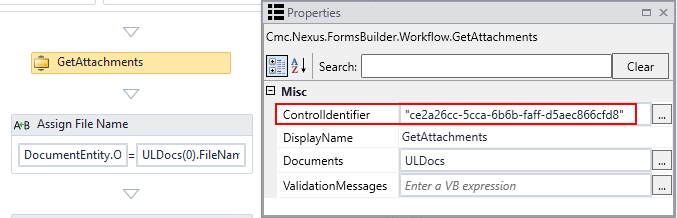 GetAttachments
A+B Assign File Name
DocumentEntity.O = ULDocs(0).FileNam
Properties
Cmc.Nexus.FormsBuilder.Workflow.GetAttachments
Search: Clear
Misc
ControlIdentifier "ce2a26cc-5cca-6b6b-faff-d5aec866cfd8" ...
DisplayName GetAttachments
Documents ULDocs ...
ValidationMessages Enter a VB expression ...